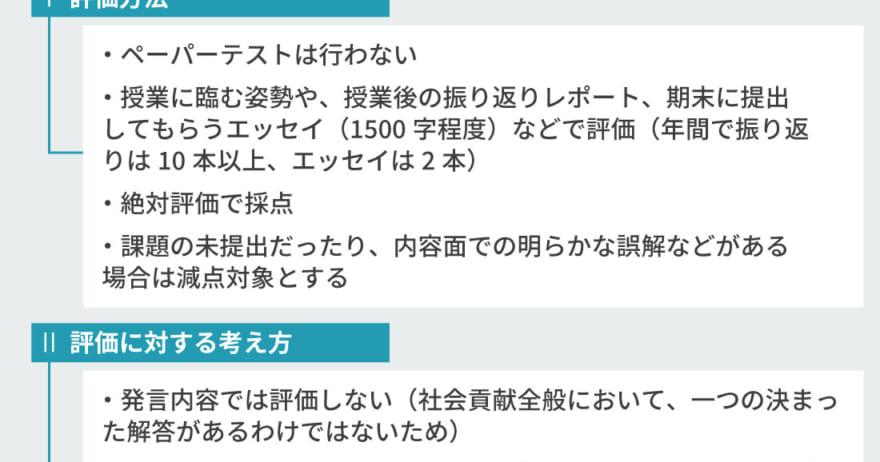 I 評価方法
・ペーパーテストは行わない
・授業に臨む姿勢や、授業後の振り返りレポート、期末に提出
してもらうエッセイ（1500 字程度）などで評価（年間で振り返
りは 10 本以上、エッセイは 2 本）
・絶対評価で採点
・課題の未提出だったり、内容面での明らかな誤解などがある
場合は減点対象とする
II 評価に対する考え方
・発言内容では評価しない（社会貢献全般において、一つの決まっ
た解答があるわけではないため）